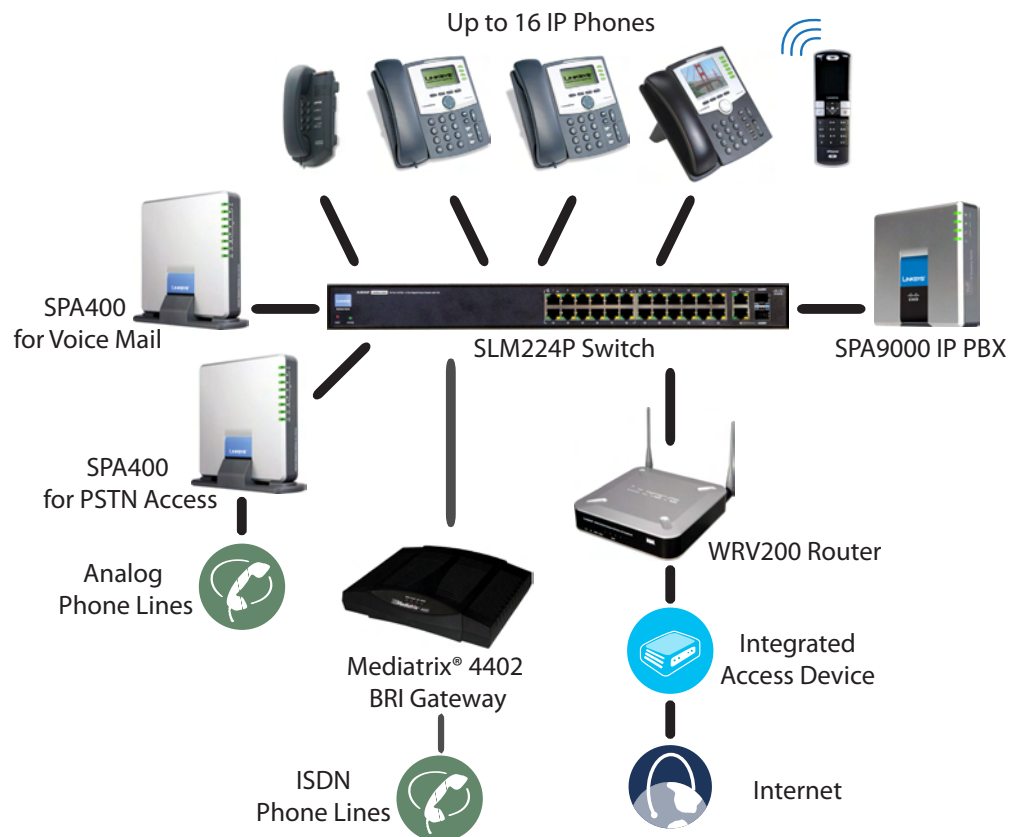 Up to 16 IP Phones
SPA400
for Voice Mail
SLM224P Switch
SPA9000 IP PBX
LINKSYS
SPA400
for PSTN Access
WRV200 Router
Analog
Phone Lines
Mediatrix® 4402
BRI Gateway
Integrated
Access Device
ISDN
Phone Lines
Internet